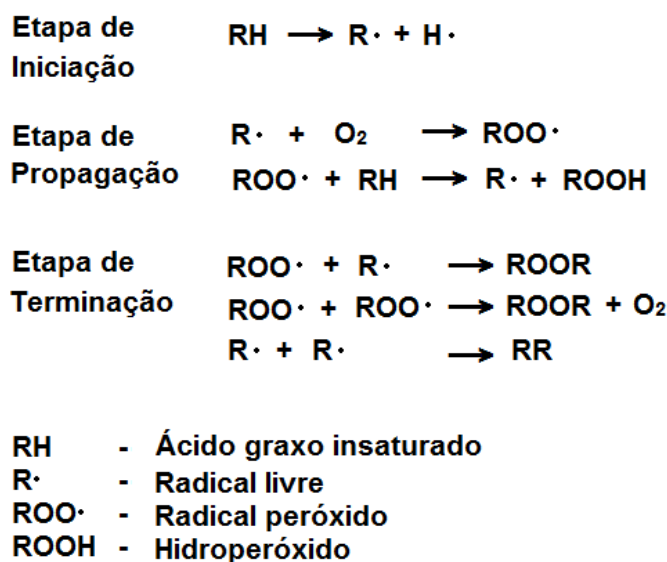 Etapa de
Iniciação
RH → R· + H·
Etapa de
Propagação
R· + O₂ → ROO·
ROO· + RH → R· + ROOH
Etapa de
Terminação
ROO· + R· → ROOR
ROO· + ROO· → ROOR + O₂
R· + R· → RR
RH - Ácido graxo insaturado
R· - Radical livre
ROO· - Radical peróxido
ROOH - Hidroperóxido